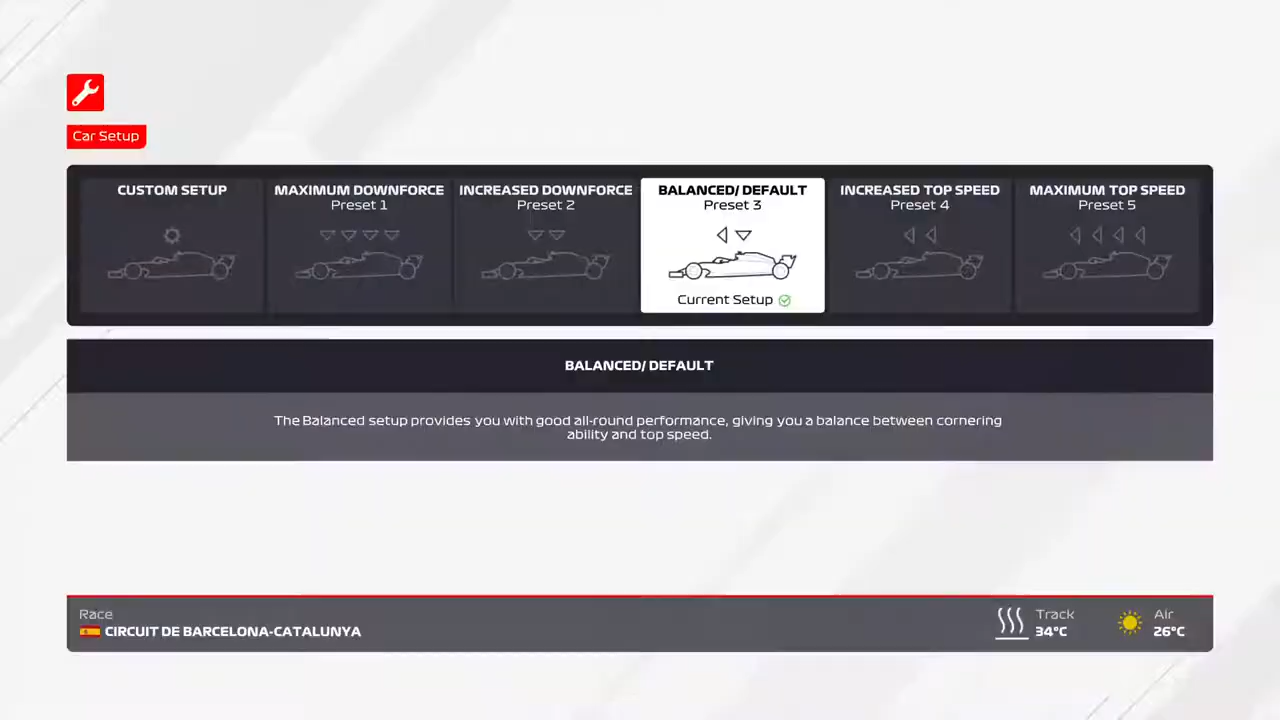 Car Setup
CUSTOM SETUP
MAXIMUM DOWNFORCE
Preset 1
INCREASED DOWNFORCE
Preset 2
BALANCED/ DEFAULT
Preset 3
Current Setup
INCREASED TOP SPEED
Preset 4
MAXIMUM TOP SPEED
Preset 5
BALANCED/ DEFAULT
The Balanced setup provides you with good all-round performance, giving you a balance between cornering
ability and top speed.
Race
CIRCUIT DE BARCELONA-CATALUNYA
Track
34°C
Air
26°C